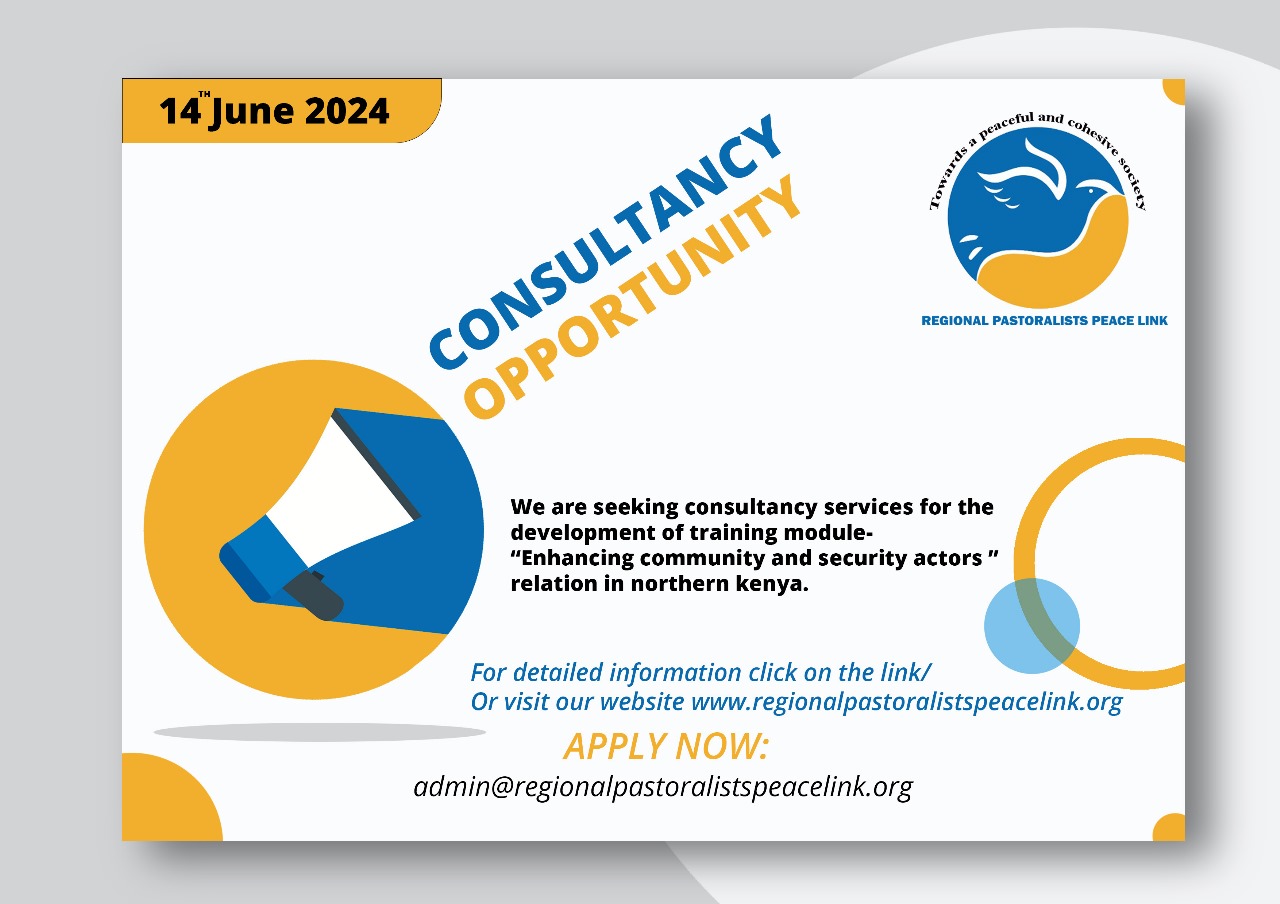 14TH June 2024
CONSULTANCY
OPPORTUNITY
Towards a peaceful and cohesive society
REGIONAL PASTORALISTS PEACE LINK
We are seeking consultancy services for the
development of training module-
“Enhancing community and security actors ”
relation in northern kenya.
For detailed information click on the link/
Or visit our website www.regionalpastoralistspeacelink.org
APPLY NOW:
admin@regionalpastoralistspeacelink.org